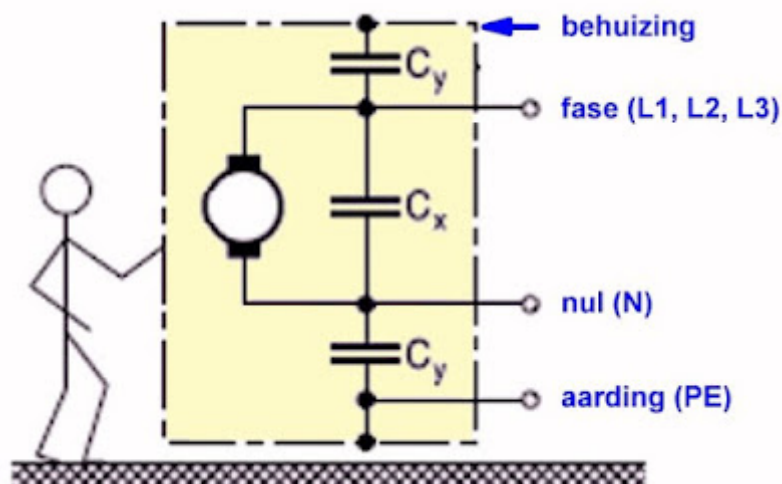 behuizing
Cy
fase (L1, L2, L3)
Cx
nul (N)
Cy
aarding (PE)